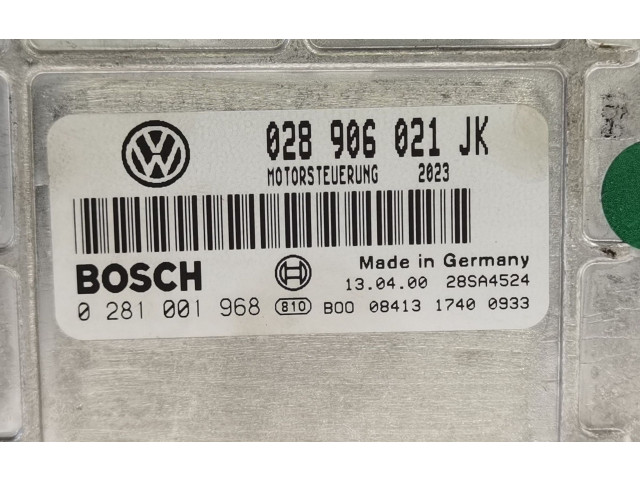 028 906 021 JK
MOTORSTEUERUNG 2023
BOSCH
Made in Germany
13.04.00 28SA4524
0 281 001 968 810 B00 08413 1740 0933